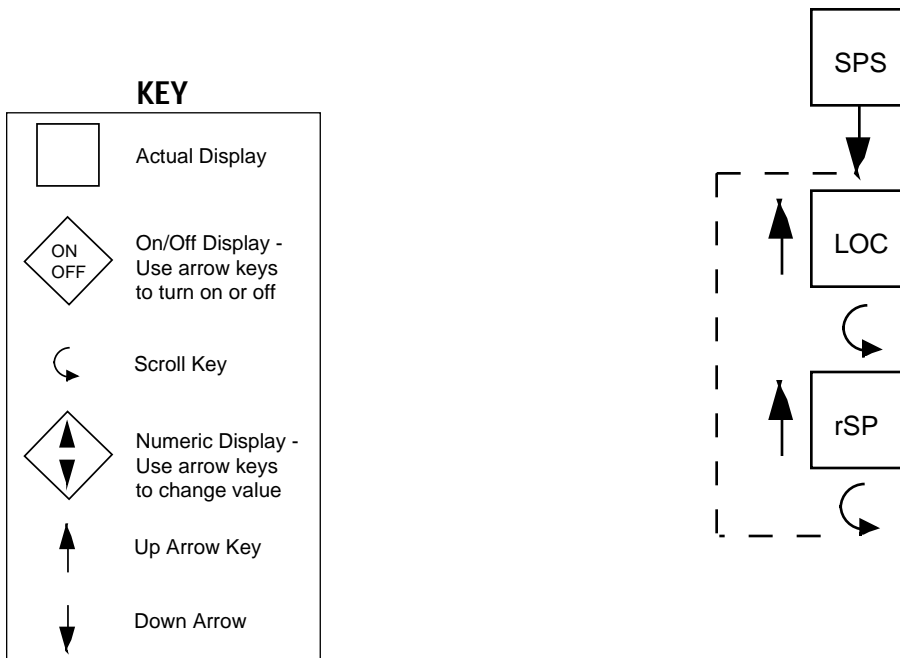 KEY
Actual Display
ON
OFF
On/Off Display -
Use arrow keys
to turn on or off
Scroll Key
Numeric Display -
Use arrow keys
to change value
Up Arrow Key
Down Arrow
SPS
LOC
rSP